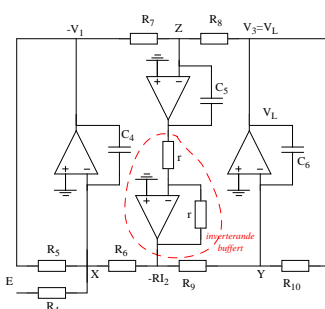 -V1 R7 Z R8 V3=VL
+ -
C5
C4 r VL C6
+ - + - + -
r
inverterande
buffert
R5 R6 R9 R10
E X -RI2 Y